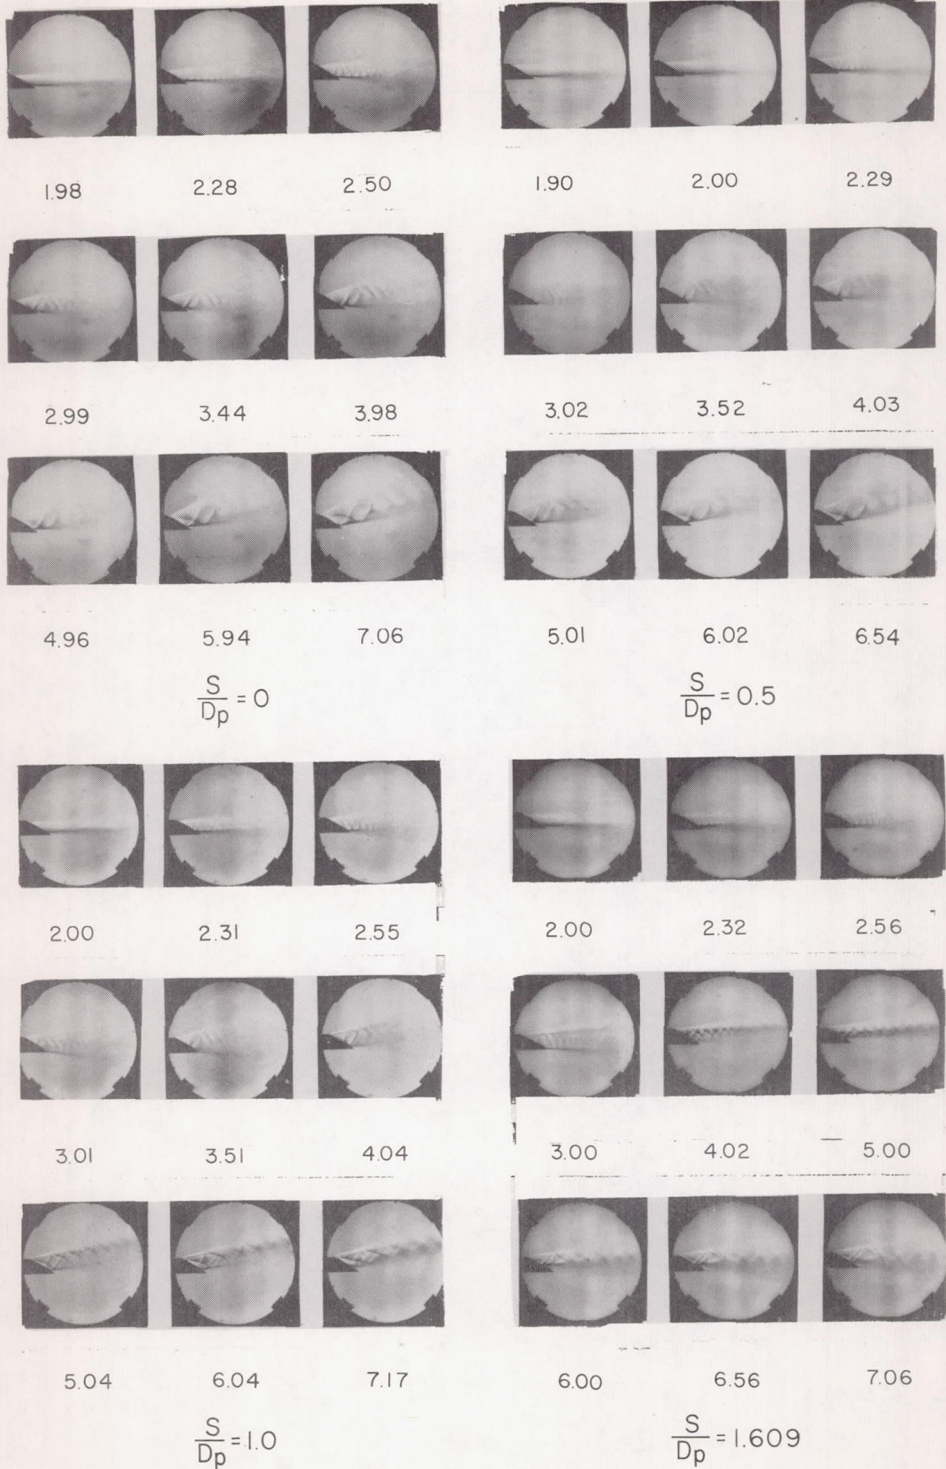 1.98 2.28 2.50
2.99 3.44 3.98
4.96 5.94 7.06
S/Dp = 0
1.90 2.00 2.29
3.02 3.52 4.03
5.01 6.02 6.54
S/Dp = 0.5
2.00 2.31 2.55
3.01 3.51 4.04
5.04 6.04 7.17
S/Dp = 1.0
2.00 2.32 2.56
3.00 4.02 5.00
6.00 6.56 7.06
S/Dp = 1.609